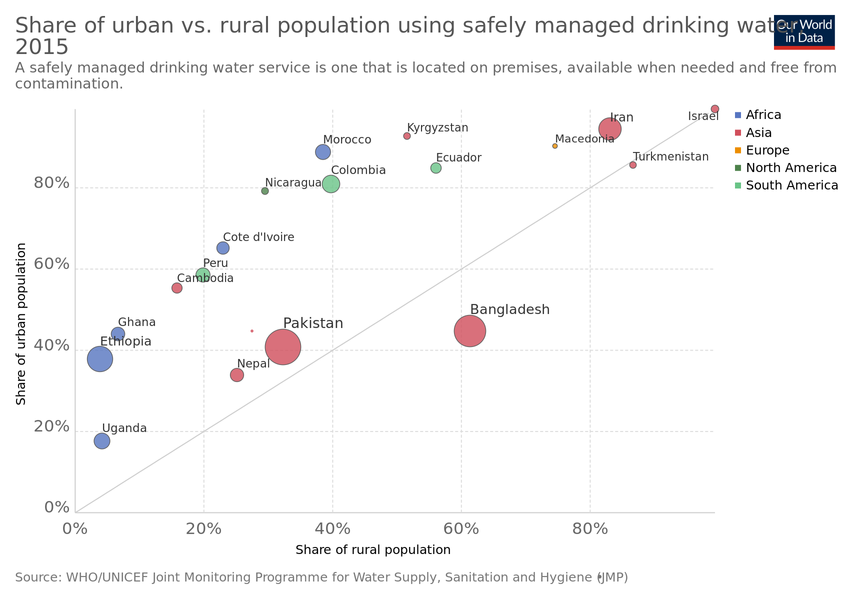 Share of urban vs. rural population using safely managed drinking water
2015
Our World
in Data
A safely managed drinking water service is one that is located on premises, available when needed and free from
contamination.
Africa
Asia
Europe
North America
South America
Israel
Iran
Kyrgyzstan
Macedonia
Morocco
Ecuador
Turkmenistan
Colombia
Nicaragua
80%
Cote d'Ivoire
Peru
60%
Cambodia
Bangladesh
Ghana
Pakistan
Ethiopia
40%
Nepal
Uganda
20%
0%
Share of urban population
0%
20%
40%
60%
80%
Share of rural population
Source: WHO/UNICEF Joint Monitoring Programme for Water Supply, Sanitation and Hygiene (JMP)